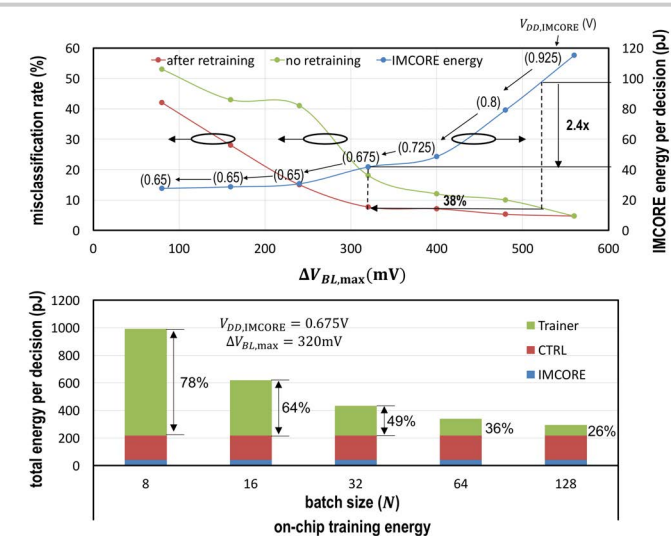 V_DD,IMCORE (V)
60
50
40
30
20
10
0
misclassification rate (%)
after retraining
no retraining
IMCORE energy
(0.925)
(0.8)
(0.725)
(0.675)
(0.65)
(0.65)
(0.65)
2.4x
38%
120
100
80
60
40
20
0
IMCORE energy per decision (pJ)
0 100 200 300 400 500 600
ΔV_BL,max(mV)
1200
1000
800
600
400
200
0
total energy per decision (pJ)
V_DD,IMCORE = 0.675V
ΔV_BL,max = 320mV
Trainer
CTRL
IMCORE
78%
64%
49%
36%
26%
8 16 32 64 128
batch size (N)
on-chip training energy